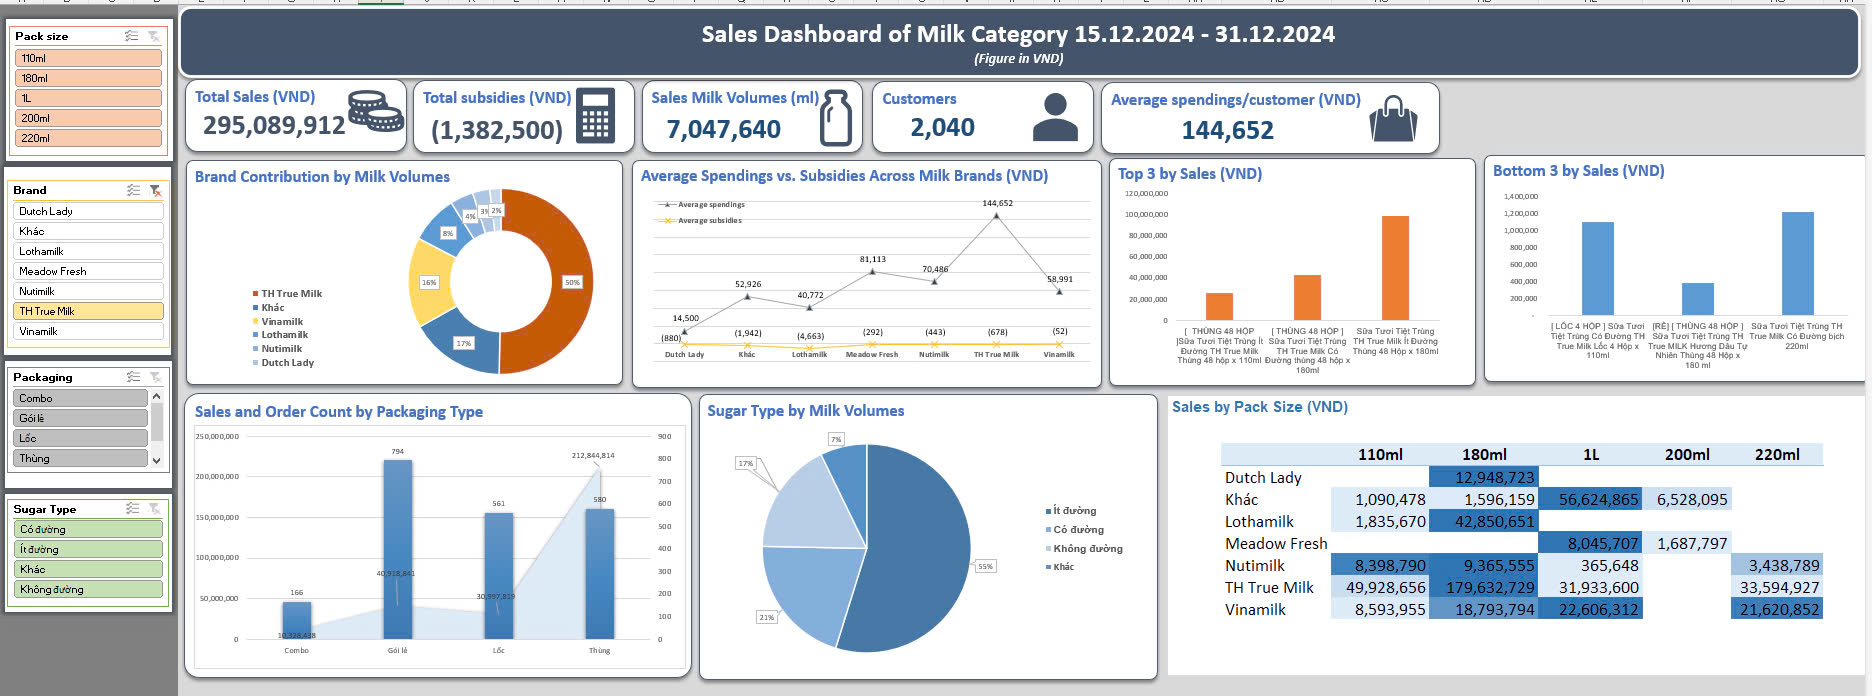 Sales Dashboard of Milk Category 15.12.2024 - 31.12.2024
(Figure in VND)
Pack size
110ml
180ml
1L
200ml
220ml
Brand
Dutch Lady
Khác
Lothamilk
Meadow Fresh
Nutimilk
TH True Milk
Vinamilk
Packaging
Combo
Gói lẻ
Lốc
Thùng
Sugar Type
Có đường
Ít đường
Khác
Không đường
Total Sales (VND)
295,089,912
Total subsidies (VND)
(1,382,500)
Sales Milk Volumes (ml)
7,047,640
Customers
2,040
Average spendings/customer (VND)
144,652
Brand Contribution by Milk Volumes
TH True Milk
Khác
Vinamilk
Lothamilk
Nutimilk
Dutch Lady
50%
17%
16%
8%
4%
3%
2%
Average Spendings vs. Subsidies Across Milk Brands (VND)
Average spendings
Average subsidies
14,500
52,926
40,772
81,113
70,486
144,652
58,991
(880)
(1,942)
(4,663)
(292)
(443)
(678)
(52)
Dutch Lady
Khác
Lothamilk
Meadow Fresh
Nutimilk
TH True Milk
Vinamilk
Top 3 by Sales (VND)
120,000,000
100,000,000
80,000,000
60,000,000
40,000,000
20,000,000
0
[ THÙNG 48 HỘP
]Sữa Tươi Tiệt Trùng Ít
Đường TH True Milk
Thùng 48 hộp x 110ml
[ THÙNG 48 HỘP ]
Sữa Tươi Tiệt Trùng
TH True Milk Có
Đường thùng 48 hộp x
180ml
Sữa Tươi Tiệt Trùng
TH True Milk Ít Đường
Thùng 48 Hộp x 180ml
Bottom 3 by Sales (VND)
1,400,000
1,200,000
1,000,000
800,000
600,000
400,000
200,000
-
[ LỐC 4 HỘP ] Sữa Tươi
Tiệt Trùng Có Đường TH
True Milk Lốc 4 Hộp x
110ml
[RẺ] [ THÙNG 48 HỘP ]
Sữa Tươi Tiệt Trùng TH
True MILK Hương Dâu Tự
Nhiên Thùng 48 Hộp x
180 ml
Sữa Tươi Tiệt Trùng TH
True Milk Có Đường bịch
220ml
Sales and Order Count by Packaging Type
250,000,000
200,000,000
150,000,000
100,000,000
50,000,000
0
900
800
700
600
500
400
300
200
100
0
166
794
561
580
40,918,841
30,997,819
212,844,814
Combo
Gói lẻ
Lốc
Thùng
Sugar Type by Milk Volumes
7%
17%
21%
55%
Ít đường
Có đường
Không đường
Khác
Sales by Pack Size (VND)
110ml 180ml 1L 200ml 220ml
Dutch Lady 12,948,723
Khác 1,090,478 1,596,159 56,624,865 6,528,095
Lothamilk 1,835,670 42,850,651
Meadow Fresh 8,045,707 1,687,797
Nutimilk 8,398,790 9,365,555 365,648 3,438,789
TH True Milk 49,928,656 179,632,729 31,933,600 33,594,927
Vinamilk 8,593,955 18,793,794 22,606,312 21,620,852